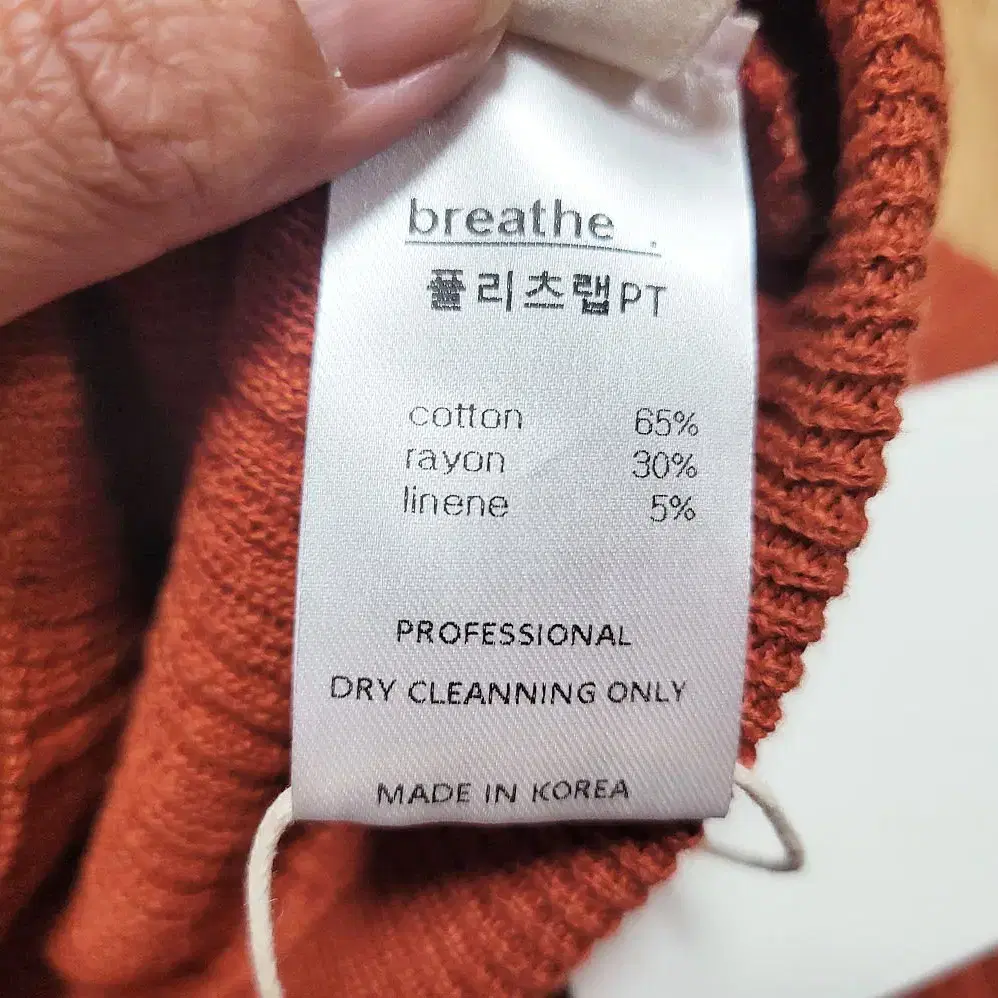 breathe .
플리츠랩PT
cotton 65%
rayon 30%
linene 5%
PROFESSIONAL
DRY CLEANNING ONLY
MADE IN KOREA